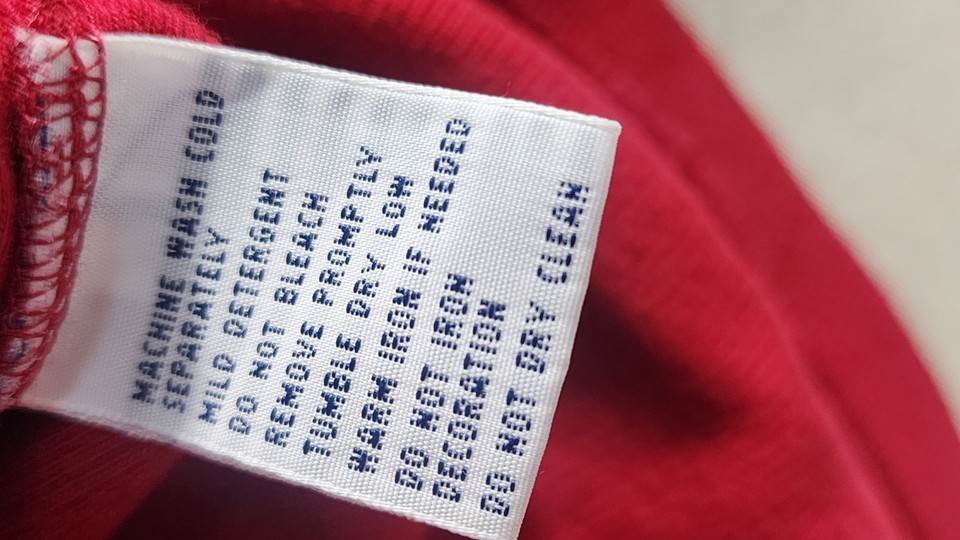 MACHINE WASH COLD
SEPARATELY
MILD DETERGENT
DO NOT BLEACH
REMOVE PROMPTLY
TUMBLE DRY LOW
WARM IRON IF NEEDED
DO NOT IRON
DECORATION
DO NOT DRY CLEAN